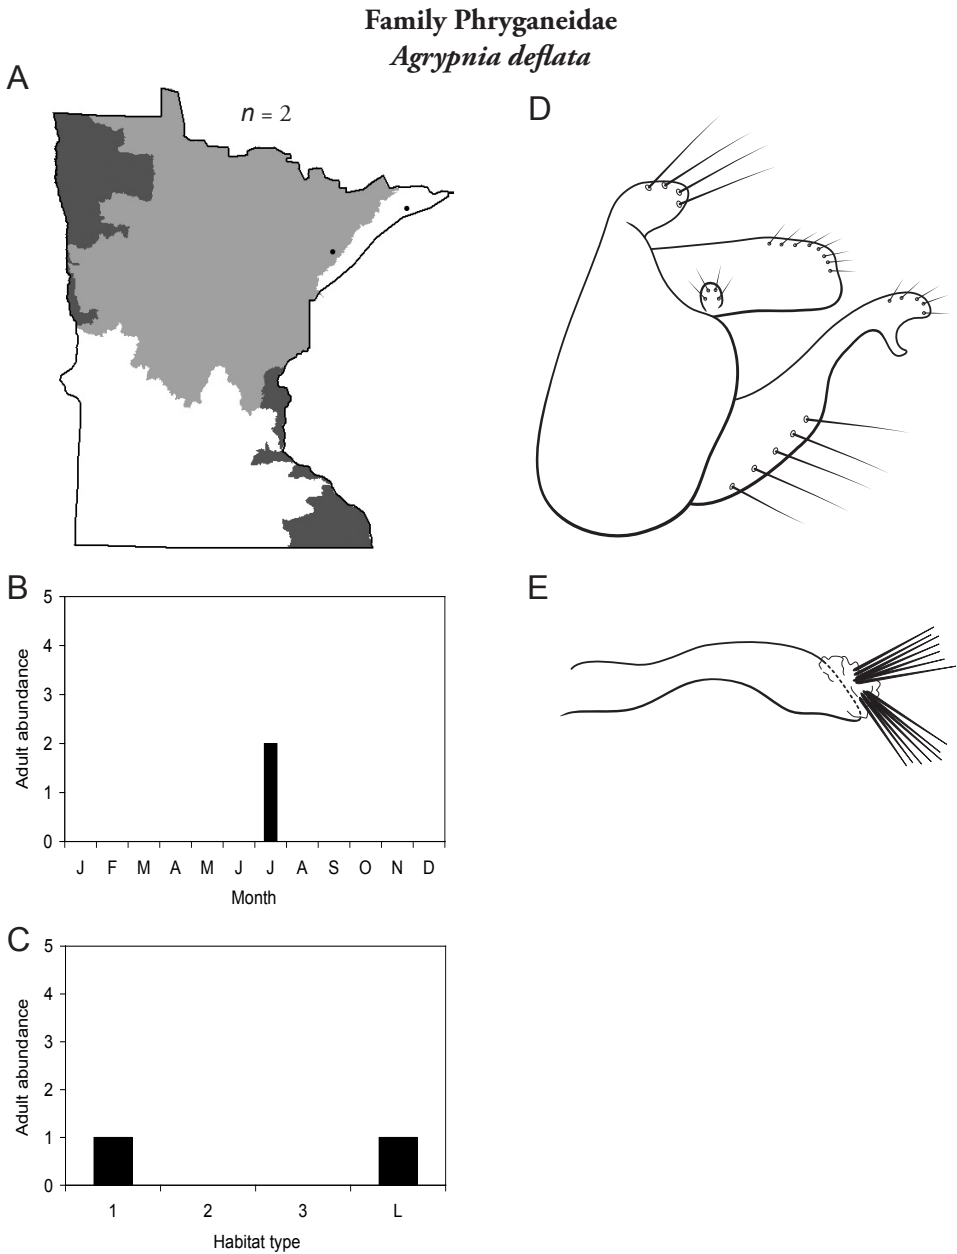 Family Phryganeidae
Agrypnia deflata
A
n = 2
D
B
5
4
3
2
1
0
Adult abundance
J F M A M J J A S O N D
Month
E
C
5
4
3
2
1
0
Adult abundance
1 2 3 L
Habitat type